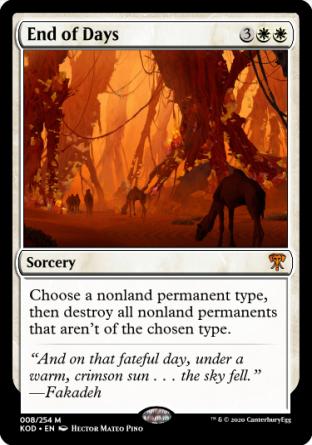 End of Days 3
Sorcery
Choose a nonland permanent type,
then destroy all nonland permanents
that aren't of the chosen type.
“And on that fateful day, under a
warm, crimson sun . . . the sky fell.”
—Fakadeh
008/254 M
KOD • EN Hector Mateo Pino
™ & © 2020 CanterburyEgg